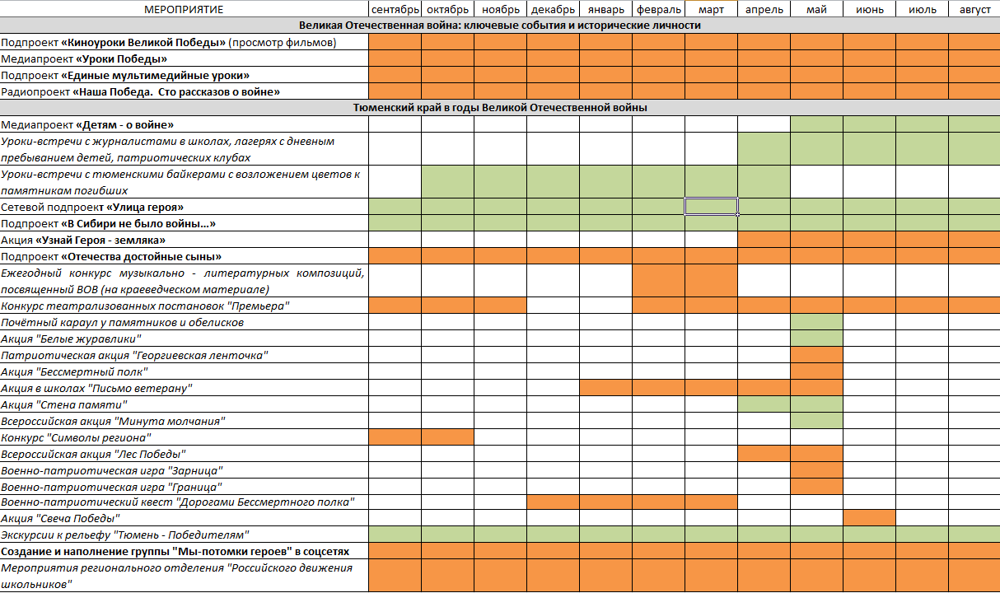 МЕРОПРИЯТИЕ сентябрь октябрь ноябрь декабрь январь февраль март апрель май июнь июль август
Великая Отечественная война: ключевые события и исторические личности
Подпроект «Киноуроки Великой Победы» (просмотр фильмов)
Медиапроект «Уроки Победы»
Подпроект «Единые мультимедийные уроки»
Радиопроект «Наша Победа. Сто рассказов о войне»
Тюменский край в годы Великой Отечественной войны
Медиапроект «Детям - о войне»
Уроки-встречи с журналистами в школах, лагерях с дневным
пребыванием детей, патриотических клубах
Уроки-встречи с тюменскими байкерами с возложением цветов к
памятникам погибших
Сетевой подпроект «Улица героя»
Подпроект «В Сибири не было войны...»
Акция «Узнай Героя - земляка»
Подпроект «Отечества достойные сыны»
Ежегодный конкурс музыкально - литературных композиций,
посвященный ВОВ (на краеведческом материале)
Конкурс театрализованных постановок "Премьера"
Почётный караул у памятников и обелисков
Акция "Белые журавлики"
Патриотическая акция "Георгиевская ленточка"
Акция "Бессмертный полк"
Акция в школах "Письмо ветерану"
Акция "Стена памяти"
Всероссийская акция "Минута молчания"
Конкурс "Символы региона"
Всероссийская акция "Лес Победы"
Военно-патриотическая игра "Зарница"
Военно-патриотическая игра "Граница"
Военно-патриотический квест "Дорогами Бессмертного полка"
Акция "Свеча Победы"
Экскурсии к рельефу "Тюмень - Победителям"
Создание и наполнение группы "Мы-потомки героев" в соцсетях
Мероприятия регионального отделения "Российского движения
школьников"